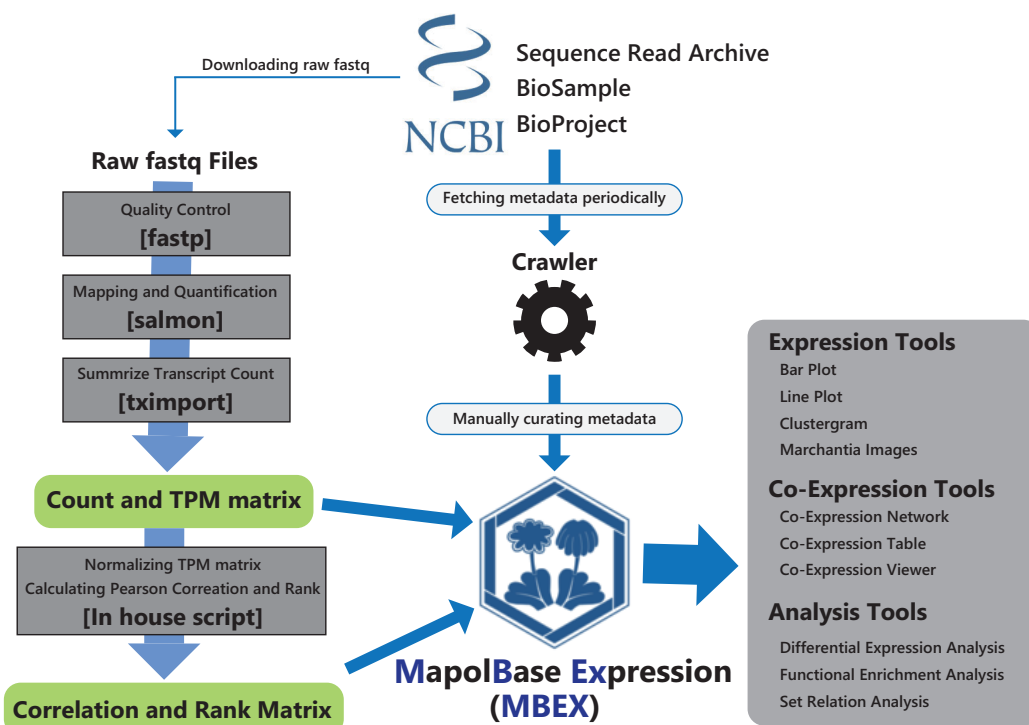 Downloading raw fastq
NCBI
Sequence Read Archive
BioSample
BioProject
Raw fastq Files
Quality Control
[fastp]
Mapping and Quantification
[salmon]
Summrize Transcript Count
[tximport]
Count and TPM matrix
Normalizing TPM matrix
Calculating Pearson Correation and Rank
[In house script]
Correlation and Rank Matrix
Fetching metadata periodically
Crawler
Manually curating metadata
MapolBase Expression
(MBEX)
Expression Tools
Bar Plot
Line Plot
Clustergram
Marchantia Images
Co-Expression Tools
Co-Expression Network
Co-Expression Table
Co-Expression Viewer
Analysis Tools
Differential Expression Analysis
Functional Enrichment Analysis
Set Relation Analysis